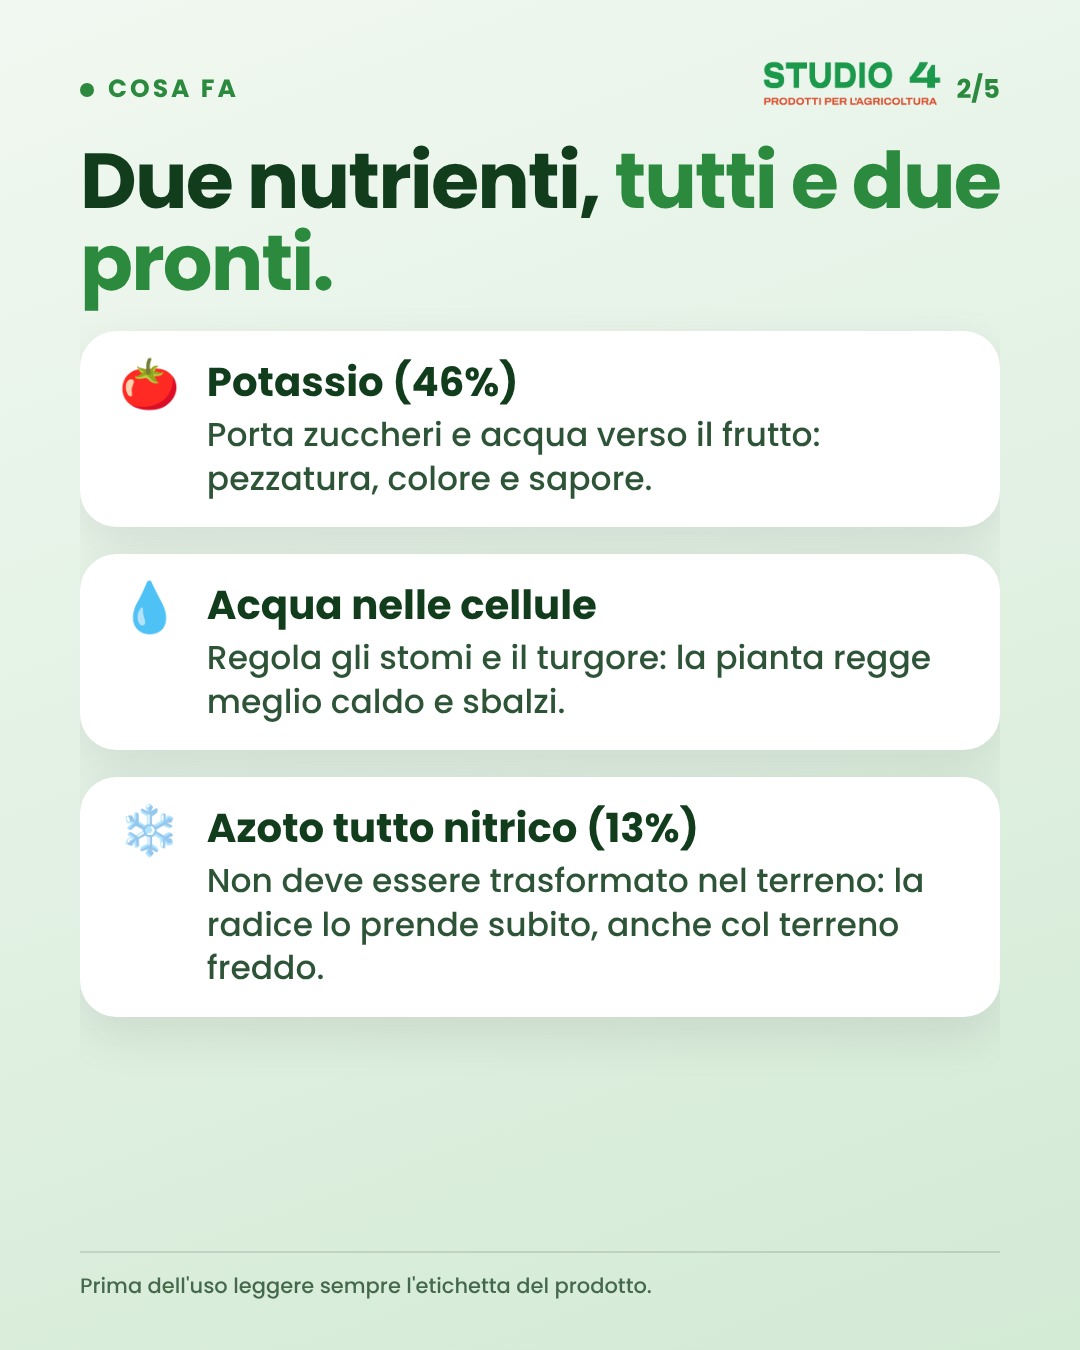 COSA FA
STUDIO 4
PRODOTTI PER L'AGRICOLTURA
2/5
Due nutrienti, tutti e due
pronti.
Potassio (46%)
Porta zuccheri e acqua verso il frutto:
pezzatura, colore e sapore.
Acqua nelle cellule
Regola gli stomi e il turgore: la pianta regge
meglio caldo e sbalzi.
Azoto tutto nitrico (13%)
Non deve essere trasformato nel terreno: la
radice lo prende subito, anche col terreno
freddo.
Prima dell'uso leggere sempre l'etichetta del prodotto.